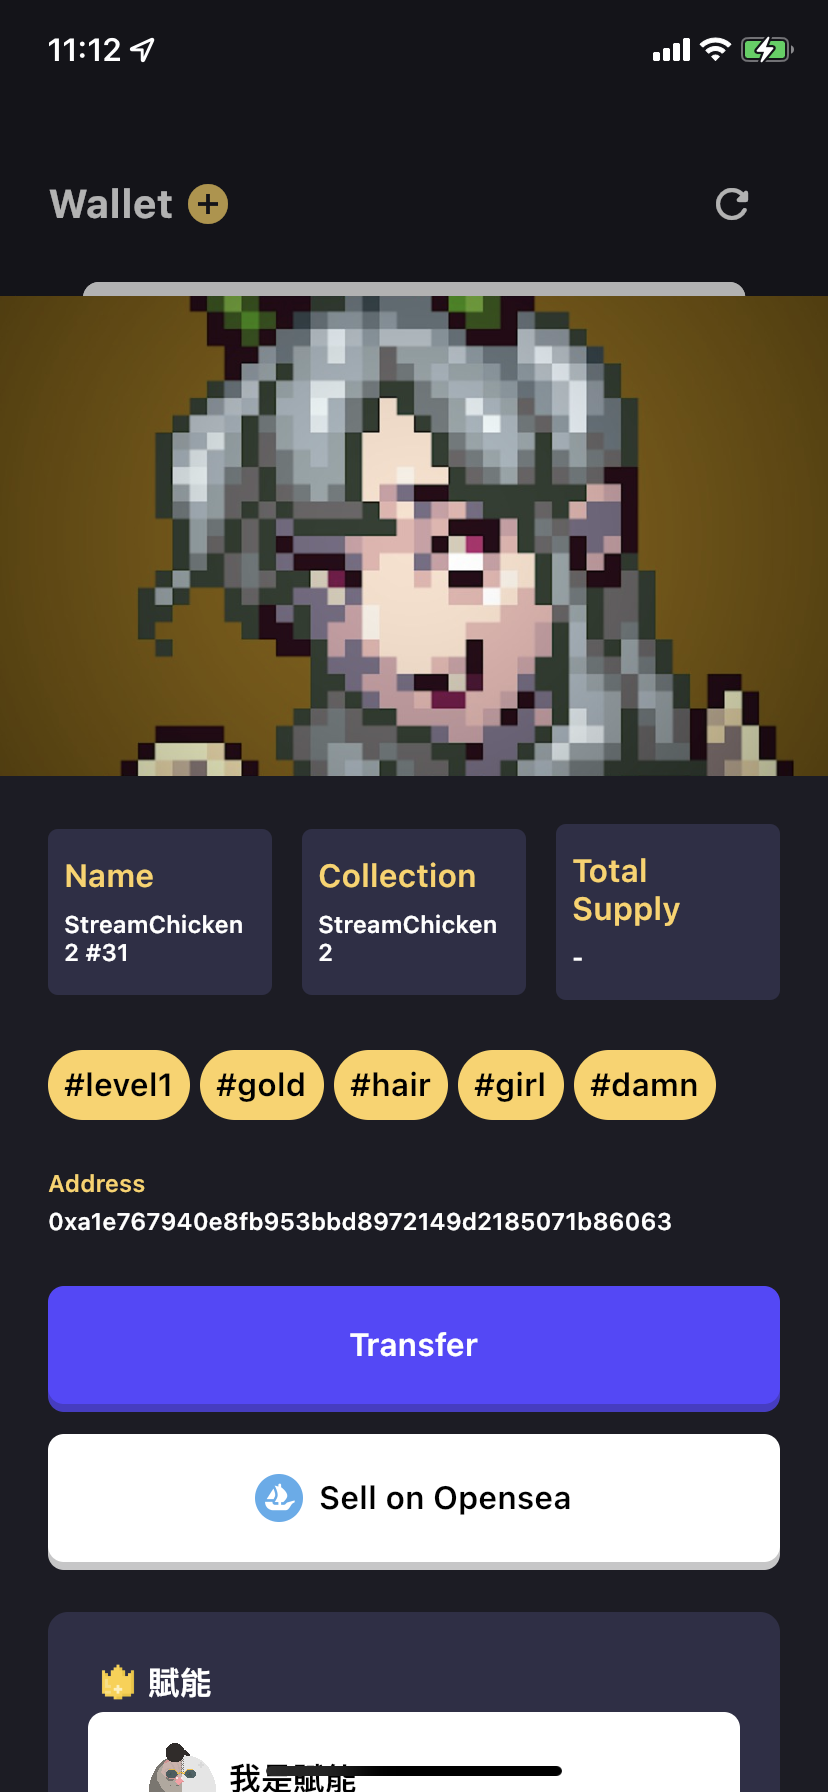 11:12
Wallet
Name
StreamChicken
2 #31
Collection
StreamChicken
2
Total
Supply
-
#level1 #gold #hair #girl #damn
Address
0xa1e767940e8fb953bbd8972149d2185071b86063
Transfer
Sell on Opensea
賦能
我是賦能